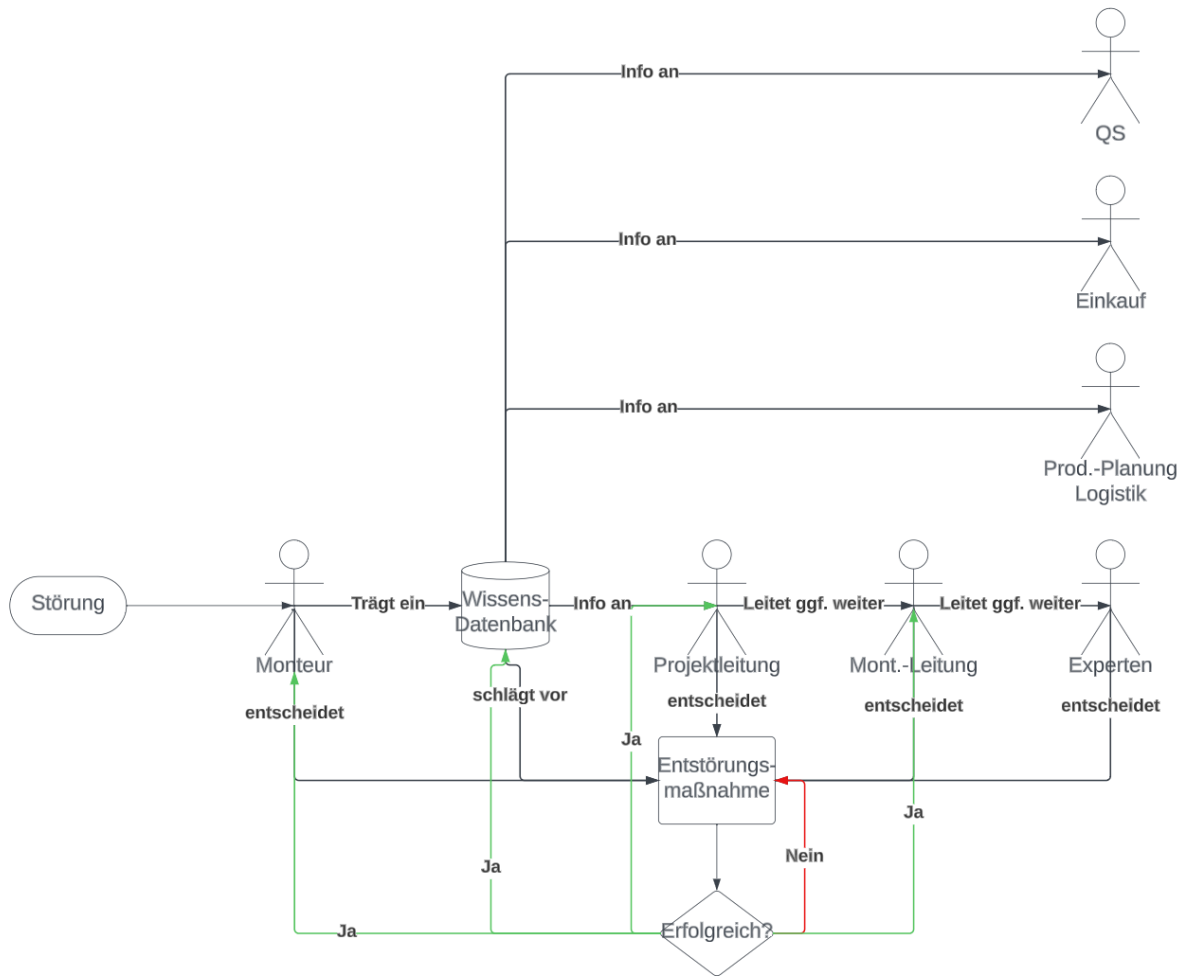 Info an
QS
Info an
Einkauf
Info an
Prod.-Planung
Logistik
Störung
Monteur
Trägt ein
Wissens-
Datenbank
Info an
Projektleitung
Leitet ggf. weiter
Mont.-Leitung
Leitet ggf. weiter
Experten
entscheidet
schlägt vor
entscheidet
entscheidet
entscheidet
Ja
Entstörungs-
maßnahme
Ja
Ja
Nein
Ja
Erfolgreich?